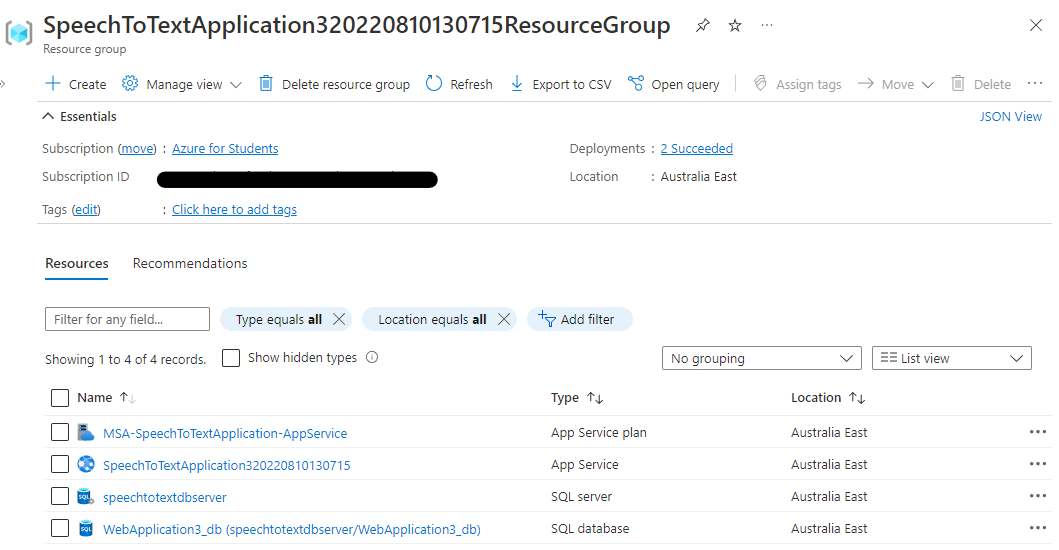 SpeechToTextApplication320220810130715ResourceGroup
Resource group
Create Manage view Delete resource group Refresh Export to CSV Open query Assign tags Move Delete
Essentials JSON View
Subscription (move) : Azure for Students Deployments : 2 Succeeded
Subscription ID Location : Australia East
Tags (edit) : Click here to add tags
Resources Recommendations
Filter for any field... Type equals all Location equals all Add filter
Showing 1 to 4 of 4 records. Show hidden types No grouping List view
Name Type Location
MSA-SpeechToTextApplication-AppService App Service plan Australia East
SpeechToTextApplication320220810130715 App Service Australia East
speechtotextdbserver SQL server Australia East
WebApplication3_db (speechtotextdbserver/WebApplication3_db) SQL database Australia East